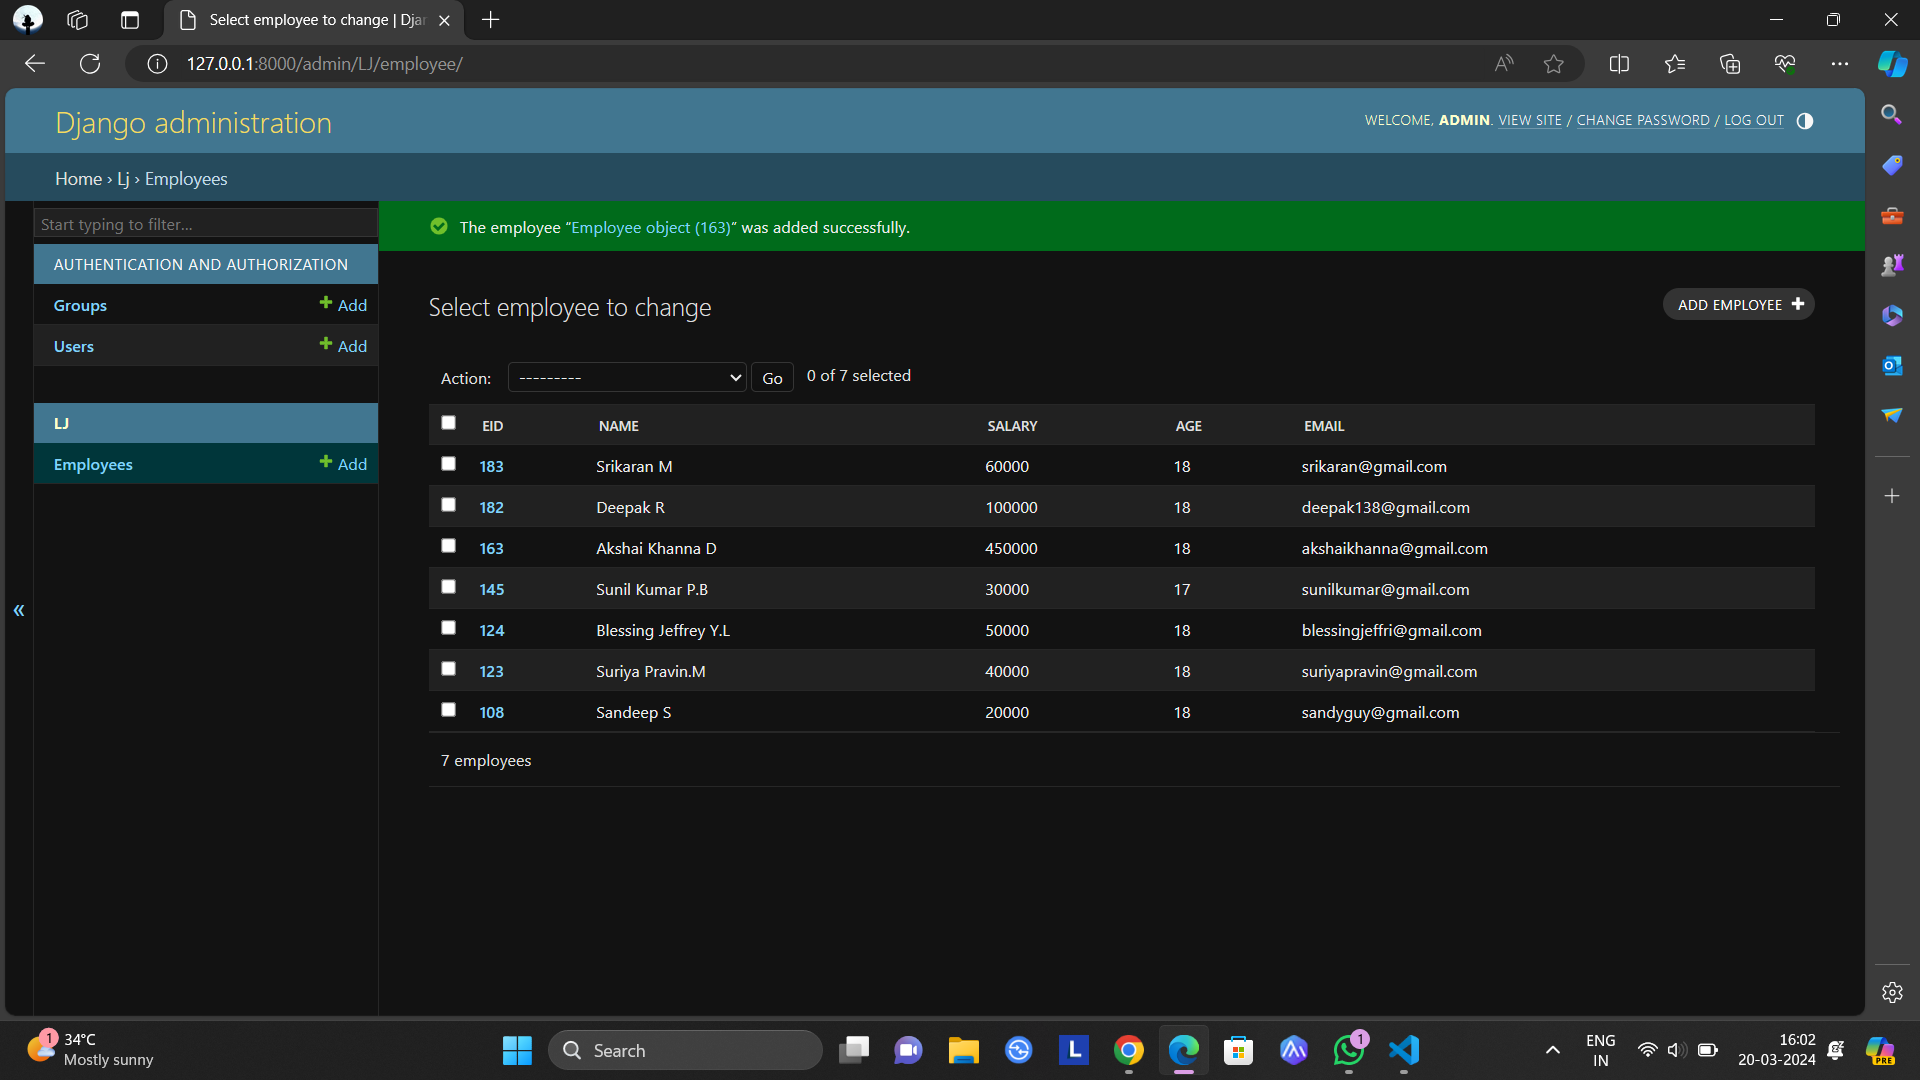 Select employee to change | Djan
127.0.0.1:8000/admin/LJ/employee/
Django administration
WELCOME, ADMIN. VIEW SITE / CHANGE PASSWORD / LOG OUT
Home › Lj › Employees
Start typing to filter...
The employee “Employee object (163)” was added successfully.
AUTHENTICATION AND AUTHORIZATION
Groups + Add
Users + Add
LJ
Employees + Add
«
Select employee to change
ADD EMPLOYEE +
Action: --------- Go 0 of 7 selected
EID NAME SALARY AGE EMAIL
183 Srikaran M 60000 18 srikaran@gmail.com
182 Deepak R 100000 18 deepak138@gmail.com
163 Akshai Khanna D 450000 18 akshaikhanna@gmail.com
145 Sunil Kumar P.B 30000 17 sunilkumar@gmail.com
124 Blessing Jeffrey Y.L 50000 18 blessingjeffri@gmail.com
123 Suriya Pravin.M 40000 18 suriyapravin@gmail.com
108 Sandeep S 20000 18 sandyguy@gmail.com
7 employees
1
34°C
Mostly sunny
Search
L
1
ENG
IN
16:02
20-03-2024
PRE